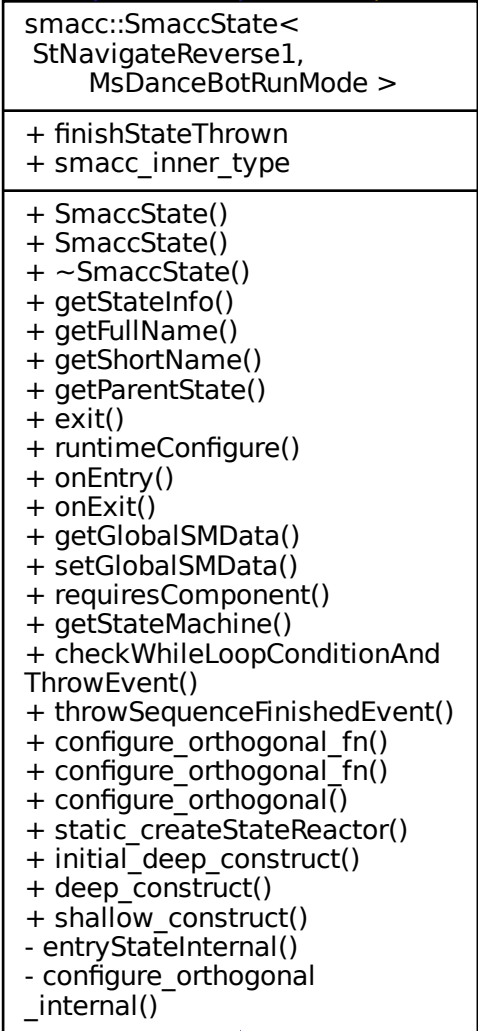 smacc::SmaccState<
StNavigateReverse1,
MsDanceBotRunMode >
+ finishStateThrown
+ smacc_inner_type
+ SmaccState()
+ SmaccState()
+ ~SmaccState()
+ getStateInfo()
+ getFullName()
+ getShortName()
+ getParentState()
+ exit()
+ runtimeConfigure()
+ onEntry()
+ onExit()
+ getGlobalSMData()
+ setGlobalSMData()
+ requiresComponent()
+ getStateMachine()
+ checkWhileLoopConditionAnd
ThrowEvent()
+ throwSequenceFinishedEvent()
+ configure_orthogonal_fn()
+ configure_orthogonal_fn()
+ configure_orthogonal()
+ static_createStateReactor()
+ initial_deep_construct()
+ deep_construct()
+ shallow_construct()
- entryStateInternal()
- configure_orthogonal
_internal()